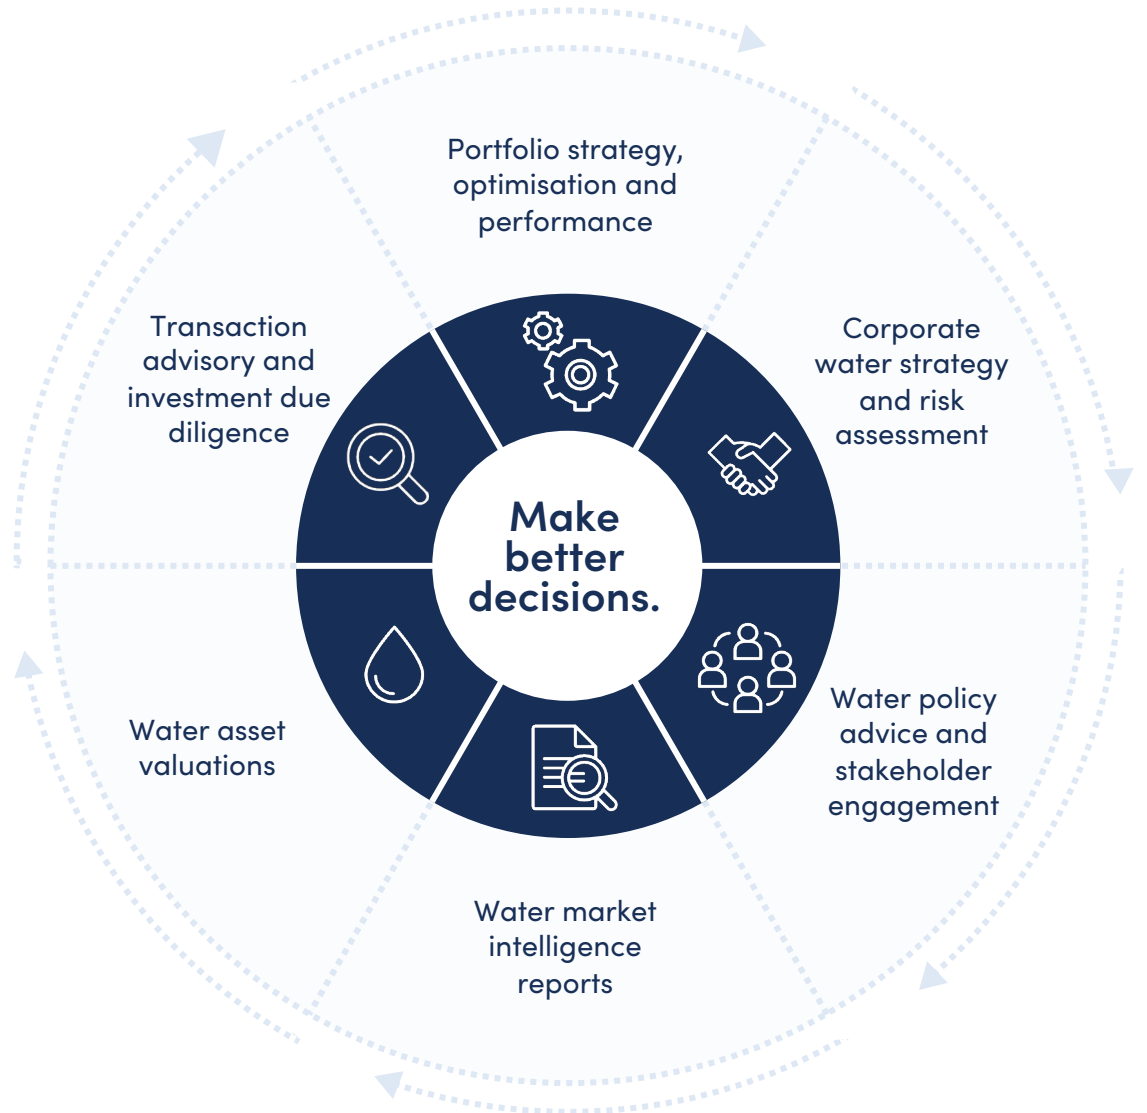 Portfolio strategy,
optimisation and
performance
Corporate
water strategy
and risk
assessment
Water policy
advice and
stakeholder
engagement
Water market
intelligence
reports
Water asset
valuations
Transaction
advisory and
investment due
diligence
Make
better
decisions.